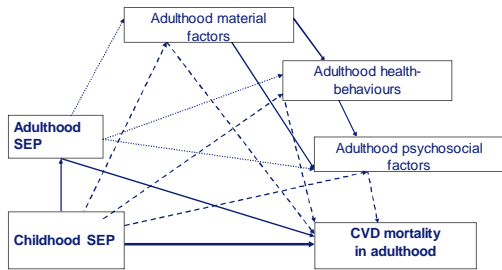 Adulthood material
factors
Adulthood health-
behaviours
Adulthood
SEP
Adulthood psychosocial
factors
Childhood SEP
CVD mortality
in adulthood